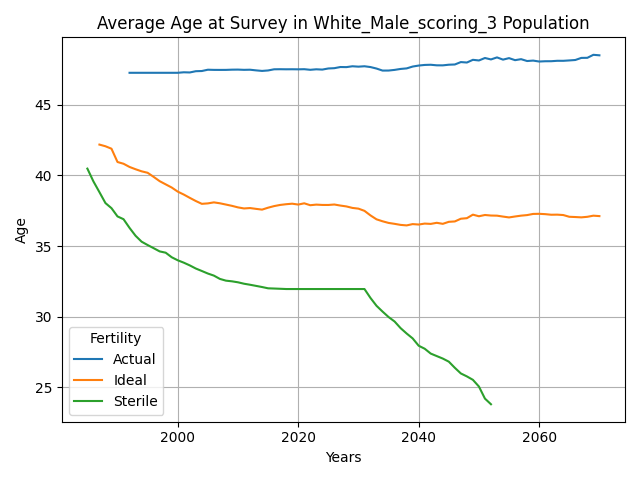 Average Age at Survey in White_Male_scoring_3 Population
Age
45
40
35
30
25
Fertility
Actual
Ideal
Sterile
2000 2020 2040 2060
Years